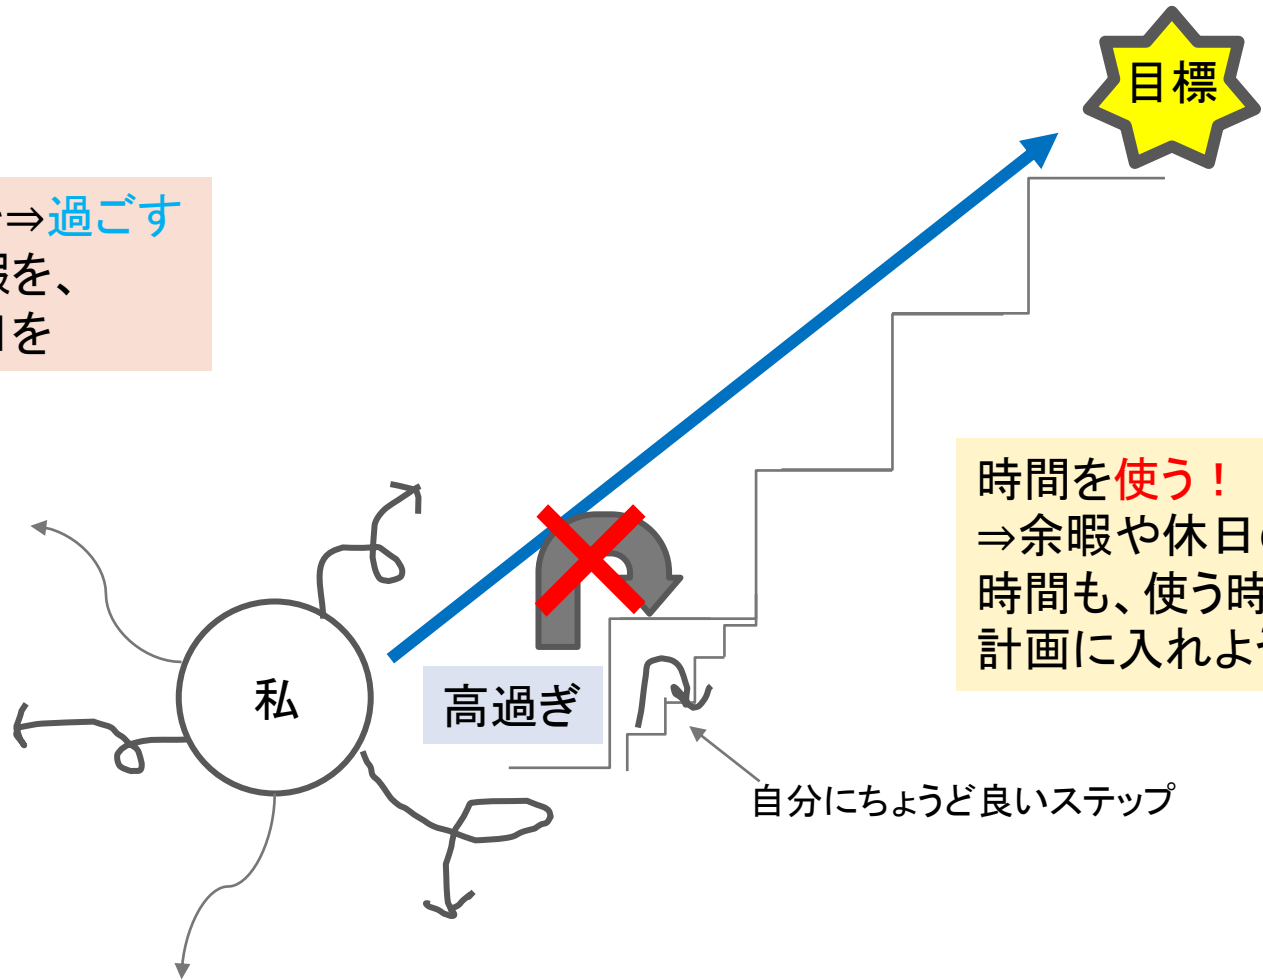 目標
⇒過ごす
暇を、
を
時間を使う！
⇒余暇や休日
時間も、使う時
計画に入れよ
私
高過ぎ
自分にちょうど良いステップ